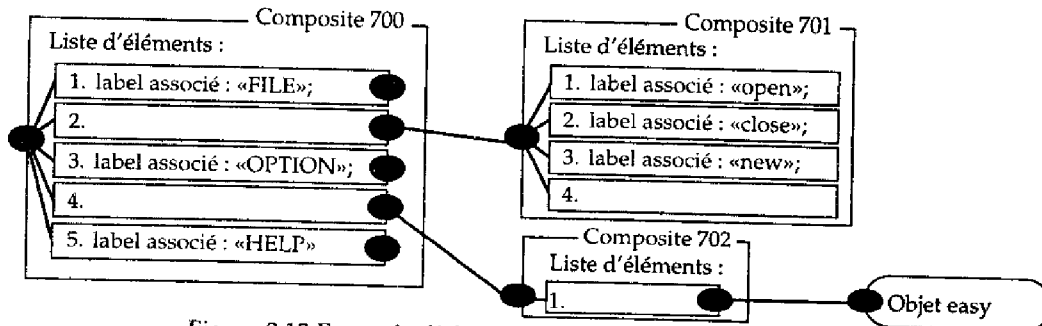 Composite 700
Liste d'éléments :
1. label associé : «FILE»;
2.
3. label associé : «OPTION»;
4.
5. label associé : «HELP»
Composite 701
Liste d'éléments :
1. label associé : «open»;
2. label associé : «close»;
3. label associé : «new»;
4.
Composite 702
Liste d'éléments :
1.
Objet easy